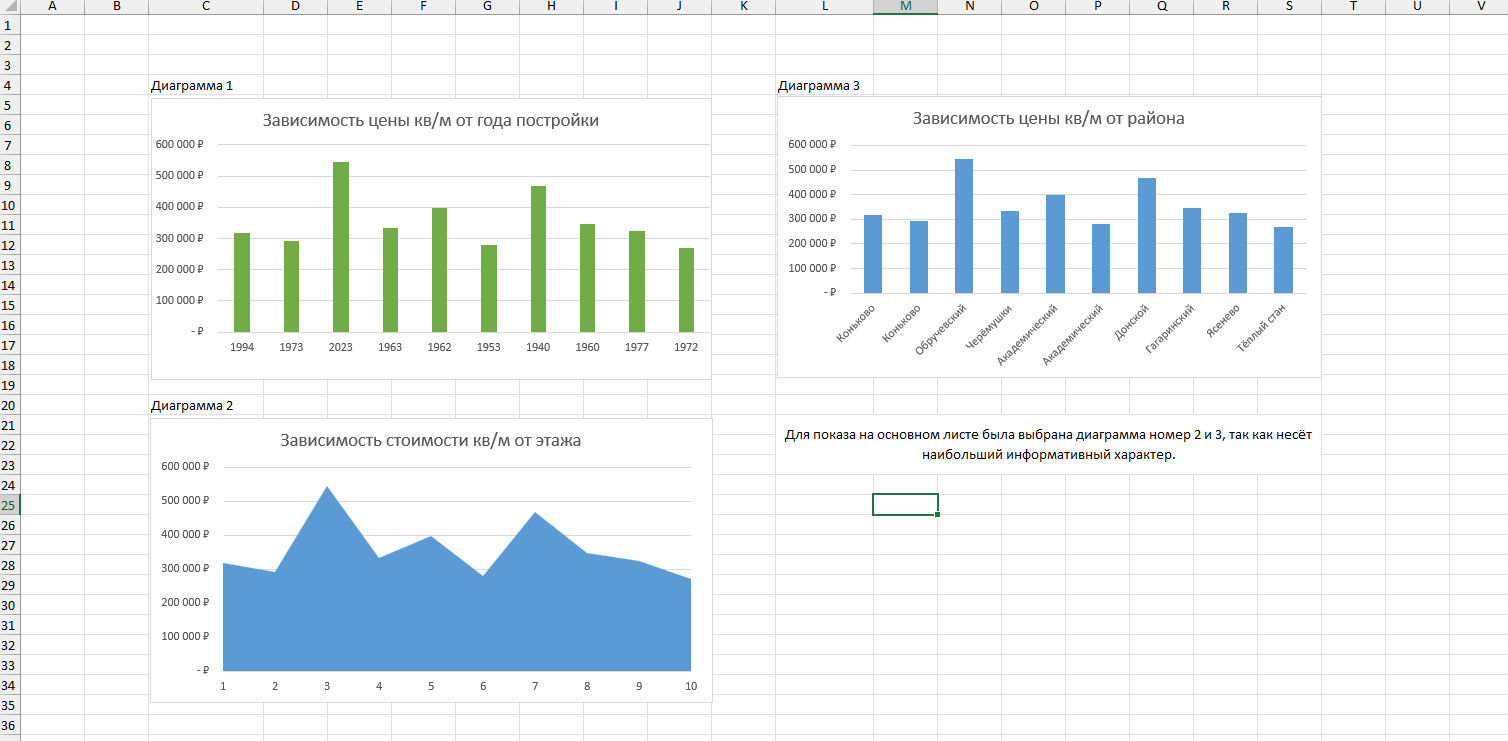 A B C D E F G H I J K L M N O P Q R S T U V
1
2
3
4
5
6
7
8
9
10
11
12
13
14
15
16
17
18
19
20
21
22
23
24
25
26
27
28
29
30
31
32
33
34
35
36
Диаграмма 1
Зависимость цены кв/м от года постройки
600 000 ₽
500 000 ₽
400 000 ₽
300 000 ₽
200 000 ₽
100 000 ₽
- ₽
1994 1973 2023 1963 1962 1953 1940 1960 1977 1972
Диаграмма 2
Зависимость стоимости кв/м от этажа
600 000 ₽
500 000 ₽
400 000 ₽
300 000 ₽
200 000 ₽
100 000 ₽
- ₽
1 2 3 4 5 6 7 8 9 10
Диаграмма 3
Зависимость цены кв/м от района
600 000 ₽
500 000 ₽
400 000 ₽
300 000 ₽
200 000 ₽
100 000 ₽
- ₽
Коньково
Коньково
Обручевский
Черёмушки
Академический
Академический
Донской
Гагаринский
Ясенево
Тёплый стан
Для показа на основном листе была выбрана диаграмма номер 2 и 3, так как несёт
наибольший информативный характер.